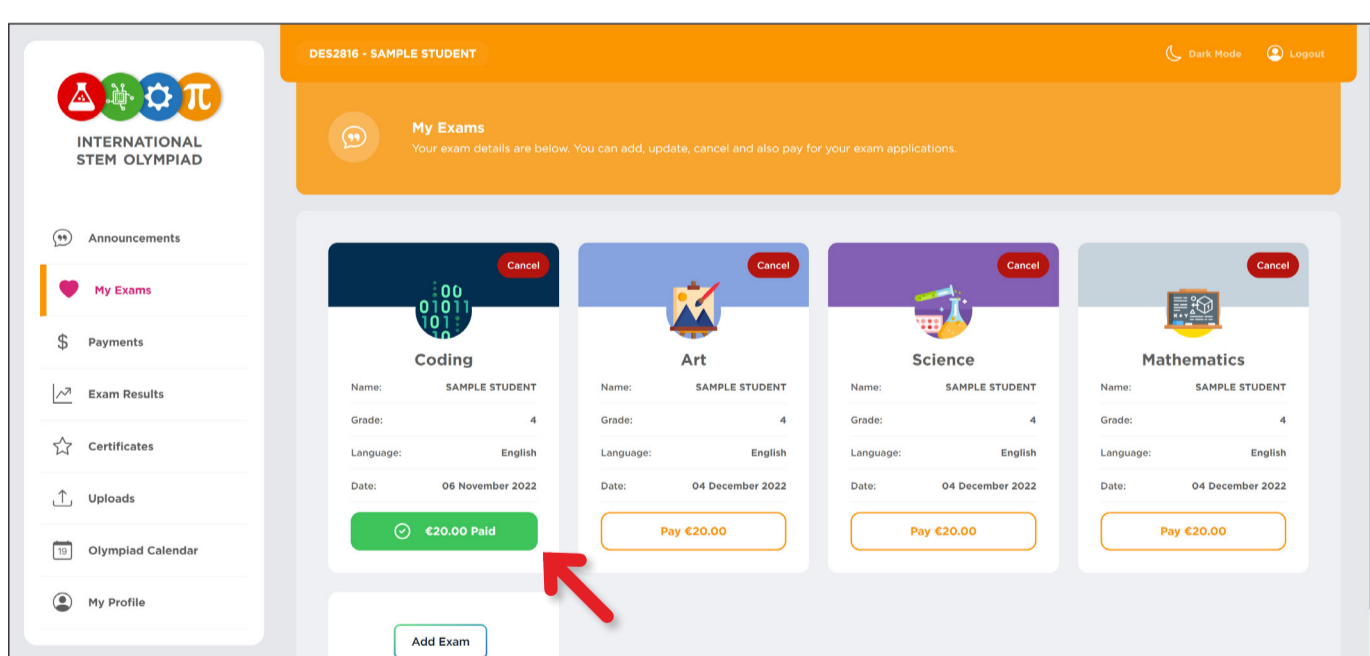 DES2816 - SAMPLE STUDENT
Dark Mode
Logout
INTERNATIONAL
STEM OLYMPIAD
My Exams
Your exam details are below. You can add, update, cancel and also pay for your exam applications.
Announcements
My Exams
$ Payments
Exam Results
Certificates
Uploads
19 Olympiad Calendar
My Profile
Cancel
Coding
Name: SAMPLE STUDENT
Grade: 4
Language: English
Date: 06 November 2022
€20.00 Paid
Cancel
Art
Name: SAMPLE STUDENT
Grade: 4
Language: English
Date: 04 December 2022
Pay €20.00
Cancel
Science
Name: SAMPLE STUDENT
Grade: 4
Language: English
Date: 04 December 2022
Pay €20.00
Cancel
Mathematics
Name: SAMPLE STUDENT
Grade: 4
Language: English
Date: 04 December 2022
Pay €20.00
Add Exam